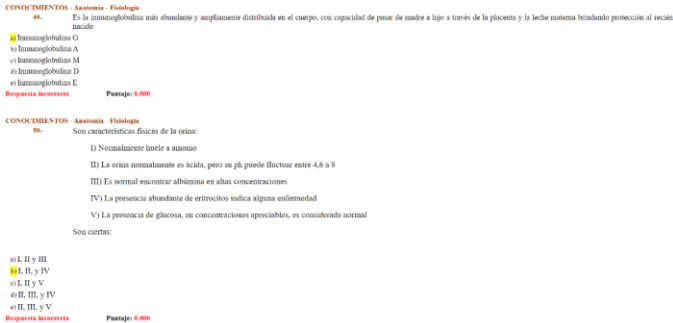 CONOCIMIENTOS - Anatomía - Fisiología
49.- Es la inmunoglobulina más abundante y ampliamente distribuida en el cuerpo, con capacidad de pasar de madre a hijo a través de la placenta y la leche materna brindando protección al recién
nacido
a) Inmunoglobulina G
b) Inmunoglobulina A
c) Inmunoglobulina M
d) Inmunoglobulina D
e) Inmunoglobulina E
Respuesta incorrecta Puntaje: 0.000
CONOCIMIENTOS - Anatomía - Fisiología
50.- Son características físicas de la orina:
I) Normalmente huele a amonio
II) La orina normalmente es ácida, pero su ph puede fluctuar entre 4,6 a 8
III) Es normal encontrar albúmina en altas concentraciones
IV) La presencia abundante de eritrocitos indica alguna enfermedad
V) La presencia de glucosa, en concentraciones apreciables, es considerada normal
Son ciertas:
a) I, II y III
b) I, II, y IV
c) I, II y V
d) II, III, y IV
e) II, III, y V
Respuesta incorrecta Puntaje: 0.000